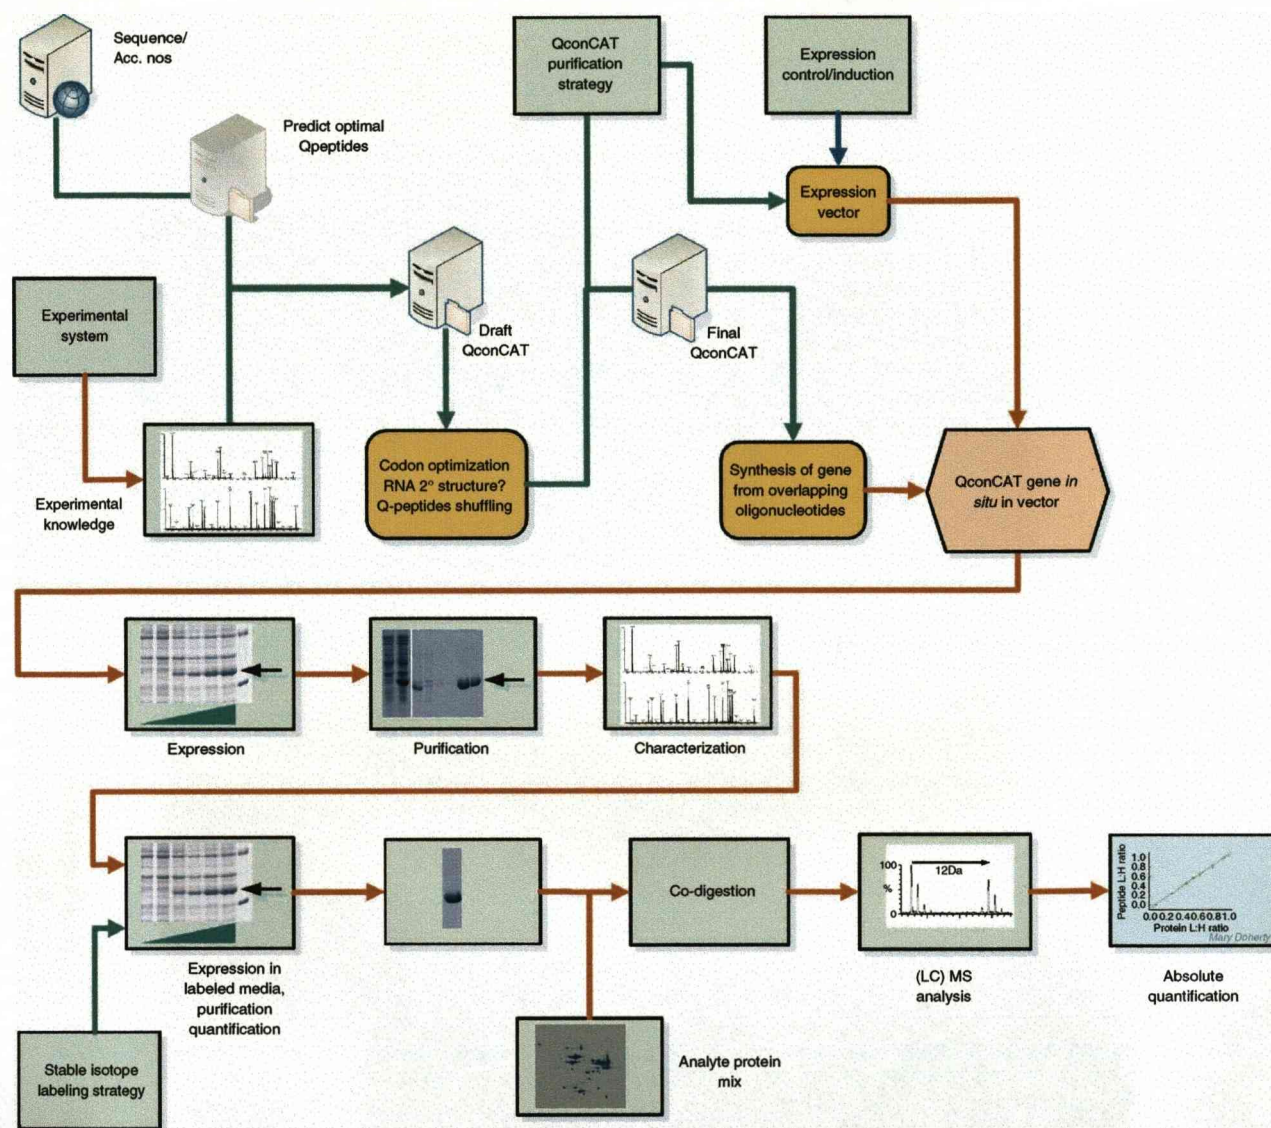 Sequence/
Acc. nos
Predict optimal
Qpeptides
QconCAT
purification
strategy
Expression
control/induction
Expression
vector
Experimental
system
Experimental
knowledge
Draft
QconCAT
Codon optimization
RNA 2° structure?
Q-peptides shuffling
Final
QconCAT
Synthesis of gene
from overlapping
oligonucleotides
QconCAT gene in
situ in vector
Expression
Purification
Characterization
Expression in
labeled media,
purification
quantification
Stable isotope
labeling strategy
Analyte protein
mix
Co-digestion
100
%
0
12Da
(LC) MS
analysis
Peptide L:H ratio
1.0
0.8
0.6
0.4
0.2
0.0
0.0 0.2 0.4 0.6 0.8 1.0
Protein L:H ratio
Mary Doherty
Absolute
quantification